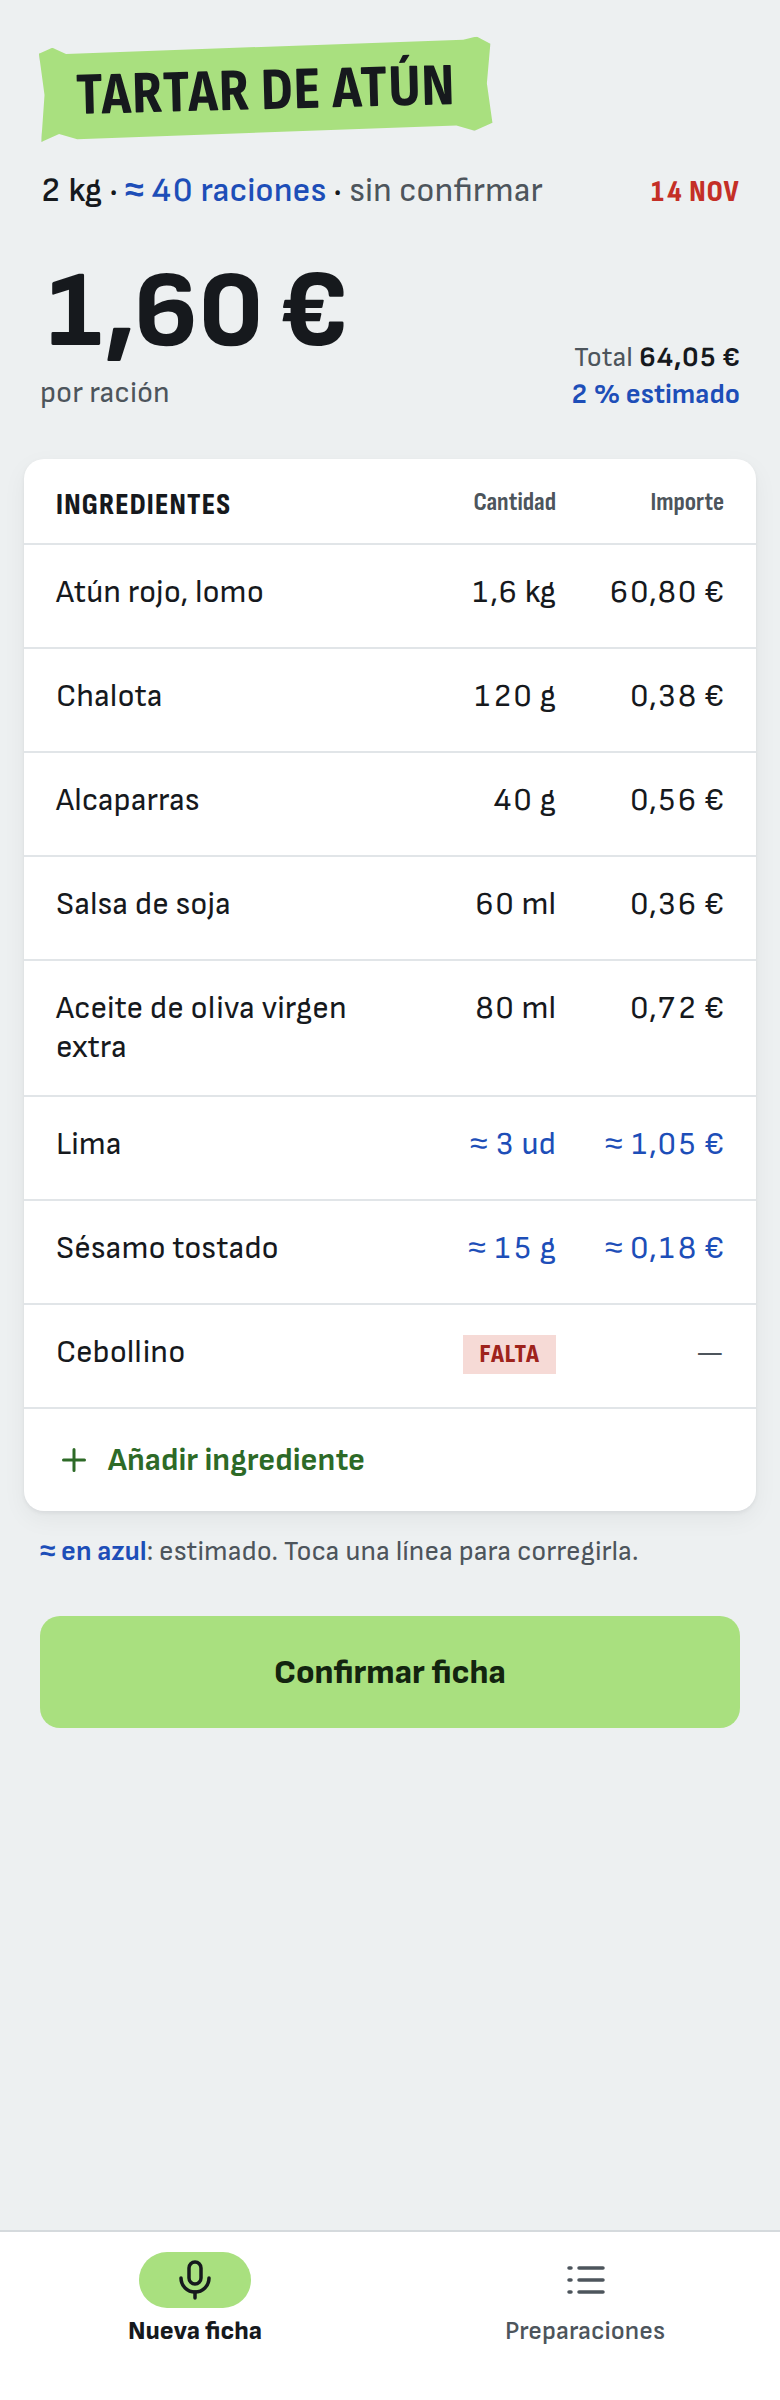 TARTAR DE ATÚN
2 kg · ≈ 40 raciones · sin confirmar 14 NOV
1,60 €
por ración
Total 64,05 €
2 % estimado
INGREDIENTES Cantidad Importe
Atún rojo, lomo 1,6 kg 60,80 €
Chalota 120 g 0,38 €
Alcaparras 40 g 0,56 €
Salsa de soja 60 ml 0,36 €
Aceite de oliva virgen 80 ml 0,72 €
extra
Lima ≈ 3 ud ≈ 1,05 €
Sésamo tostado ≈ 15 g ≈ 0,18 €
Cebollino FALTA —
+ Añadir ingrediente
≈ en azul: estimado. Toca una línea para corregirla.
Confirmar ficha
Nueva ficha Preparaciones